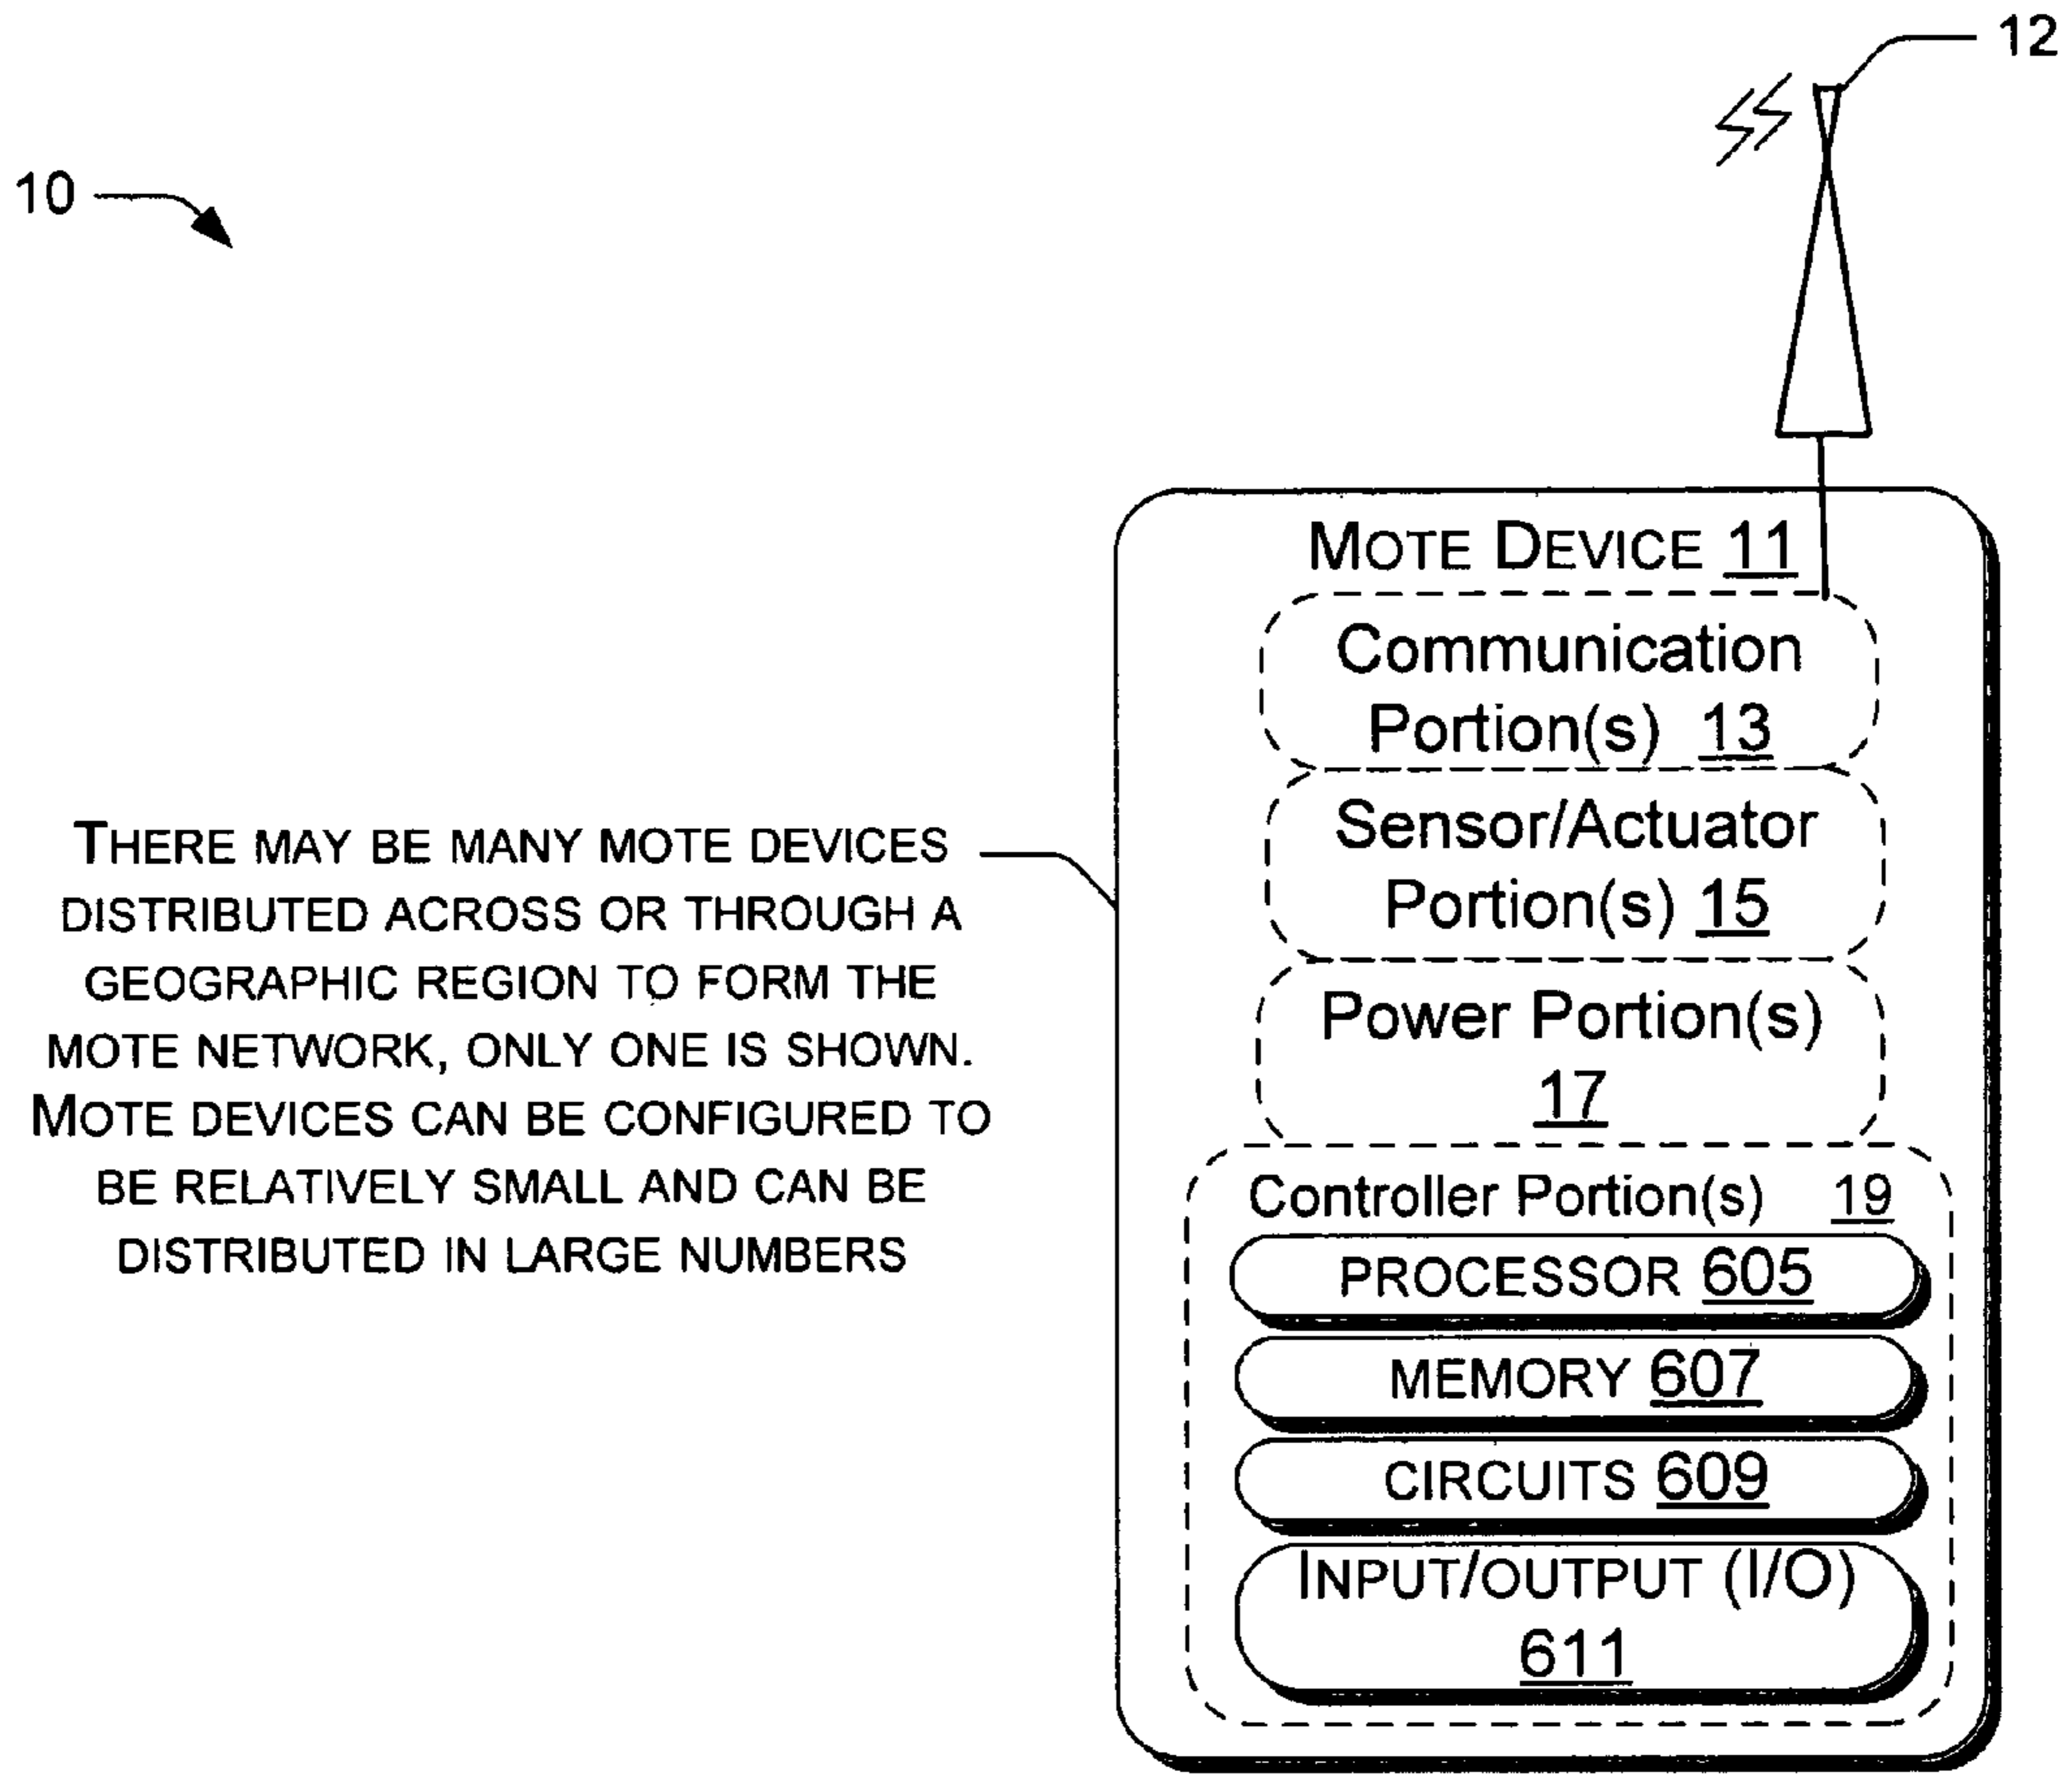 12
10
MOTE DEVICE 11
Communication
Portion(s) 13
Sensor/Actuator
Portion(s) 15
Power Portion(s)
17
Controller Portion(s) 19
PROCESSOR 605
MEMORY 607
CIRCUITS 609
INPUT/OUTPUT (I/O)
611
THERE MAY BE MANY MOTE DEVICES
DISTRIBUTED ACROSS OR THROUGH A
GEOGRAPHIC REGION TO FORM THE
MOTE NETWORK, ONLY ONE IS SHOWN.
MOTE DEVICES CAN BE CONFIGURED TO
BE RELATIVELY SMALL AND CAN BE
DISTRIBUTED IN LARGE NUMBERS